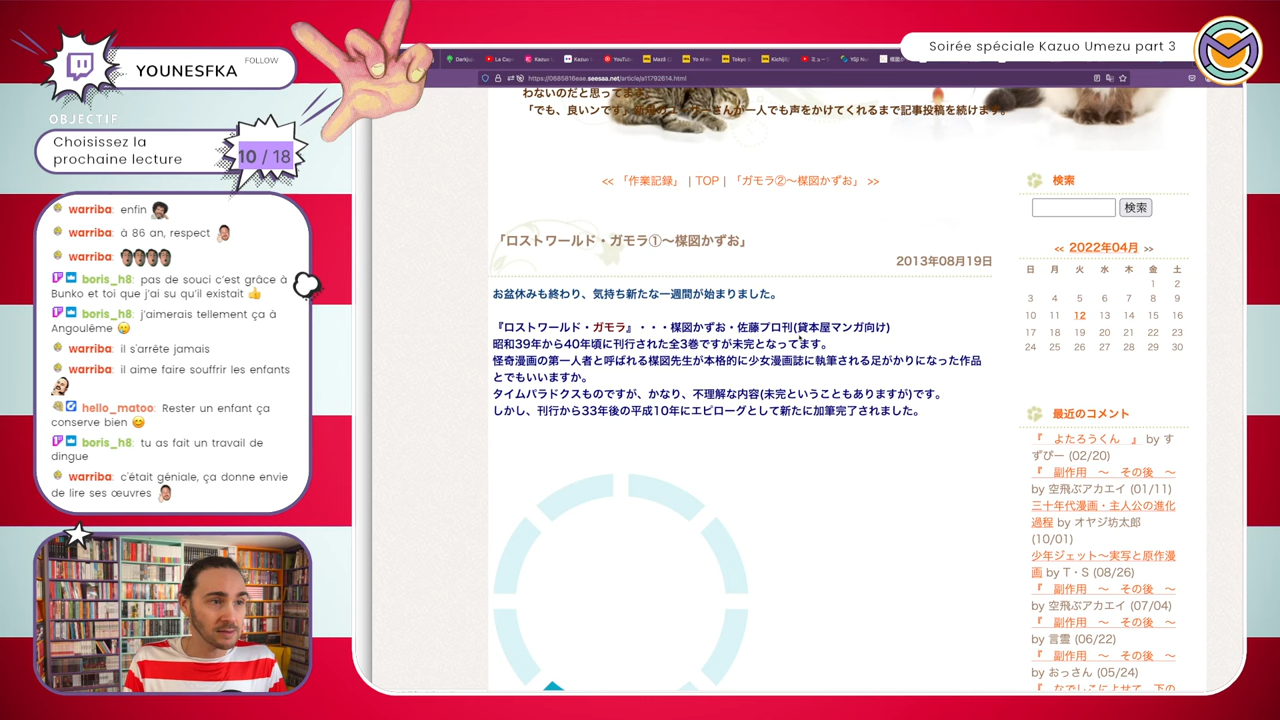 FOLLOW
YOUNESFKA
OBJECTIF
Choisissez la
prochaine lecture
10 / 18
warriba: enfin
warriba: à 86 an, respect
warriba:
boris_h8: pas de souci c'est grâce à
Bunko et toi que j'ai su qu'il existait
boris_h8: j'aimerais tellement ça à
Angoulême
warriba: il s'arrête jamais
warriba: il aime faire souffrir les enfants
hello_matoo: Rester un enfant ça
conserve bien
boris_h8: tu as fait un travail de
dingue
warriba: c'était géniale, ça donne envie
de lire ses œuvres
Soirée spéciale Kazuo Umezu part 3
https://0685816eae.seesaa.net/article/a11792614.html
わないのだと思ってます
<< 「作業記録」 | TOP | 「ガモラ②～楳図かずお」 >>
「ロストワールド・ガモラ①～楳図かずお」
2013年08月19日
お盆休みも終わり、気持ち新たな一週間が始まりました。
『ロストワールド・ガモラ』・・・楳図かずお・佐藤プロ刊(貸本屋マンガ向け)
昭和39年から40年頃に刊行された全3巻ですが未完となってます。
怪奇漫画の第一人者と呼ばれる楳図先生が本格的に少女漫画誌に執筆される足がかりになった作品
とでもいいますか。
タイムパラドクスものですが、かなり、不理解な内容(未完ということもありますが)です。
しかし、刊行から33年後の平成10年にエピローグとして新たに加筆完了されました。
検索
検索
<< 2022年04月 >>
日 月 火 水 木 金 土
1 2
3 4 5 6 7 8 9
10 11 12 13 14 15 16
17 18 19 20 21 22 23
24 25 26 27 28 29 30
最近のコメント
『　よたろうくん　』 by す
ずぴー (02/20)
『　副作用　～　その後　～
by 空飛ぶアカエイ (01/11)
三十年代漫画・主人公の進化
過程 by オヤジ坊太郎
(10/01)
少年ジェット～実写と原作漫
画 by T・S (08/26)
『　副作用　～　その後　～
by 空飛ぶアカエイ (07/04)
『　副作用　～　その後　～
by 言霊 (06/22)
『　副作用　～　その後　～
by おっさん (05/24)
『　なでしこによせて　下の